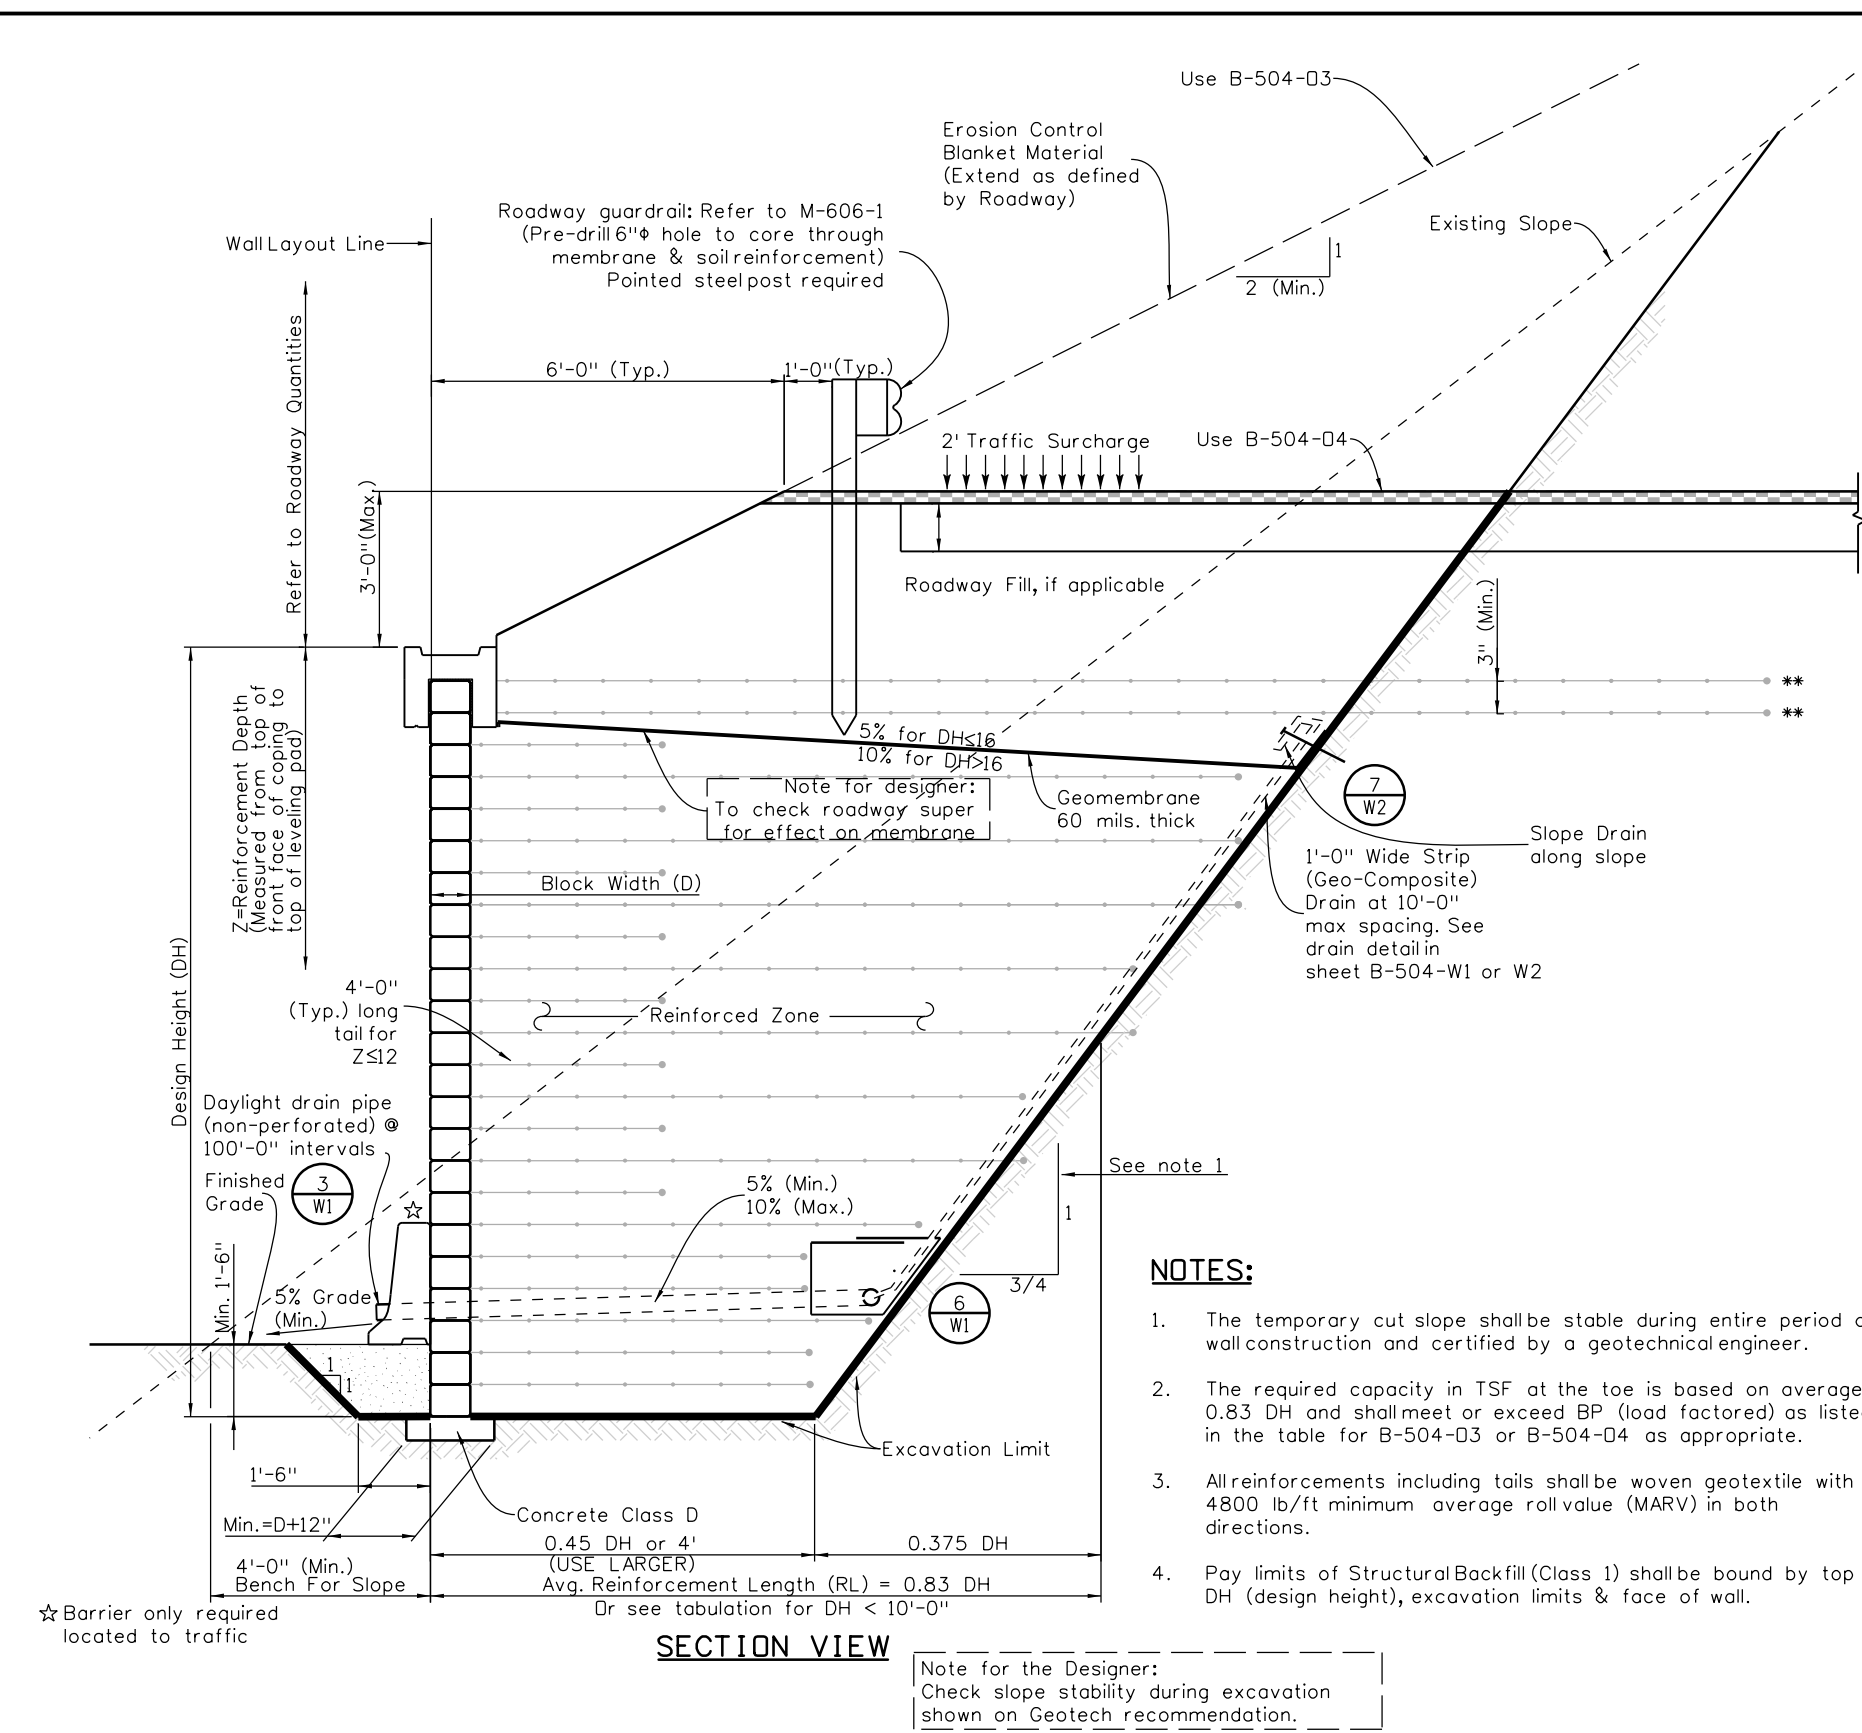 Use B-504-03
Erosion Control
Blanket Material
(Extend as defined
by Roadway)
Existing Slope
Roadway guardrail: Refer to M-606-1
(Pre-drill 6"ϕ hole to core through
membrane & soil reinforcement)
Pointed steel post required
Wall Layout Line
1
2 (Min.)
Refer to Roadway Quantities
6'-0" (Typ.)
1'-0"(Typ.)
2' Traffic Surcharge
Use B-504-04
3'-0"(Max.)
Roadway Fill, if applicable
3" (Min.)
**
**
Z=Reinforcement Depth
(Measured from top of
front face of coping to
top of leveling pad)
5% for DH≤16
10% for DH>16
Note for designer:
To check roadway super
for effect on membrane
Geomembrane
60 mils. thick
7
W2
Slope Drain
along slope
1'-0" Wide Strip
(Geo-Composite)
Drain at 10'-0"
max spacing. See
drain detail in
sheet B-504-W1 or W2
Block Width (D)
Design Height (DH)
4'-0"
(Typ.) long
tail for
Z≤12
Reinforced Zone
Daylight drain pipe
(non-perforated) @
100'-0" intervals
Finished
Grade
3
W1
☆
5% (Min.)
10% (Max.)
See note 1
1
3/4
Min. 1'-6"
5% Grade
(Min.)
6
W1
1
1
Excavation Limit
1'-6"
Concrete Class D
Min.=D+12"
0.45 DH or 4'
(USE LARGER)
0.375 DH
4'-0" (Min.)
Bench For Slope
Avg. Reinforcement Length (RL) = 0.83 DH
Or see tabulation for DH < 10'-0"
☆ Barrier only required
located to traffic
SECTION VIEW
Note for the Designer:
Check slope stability during excavation
shown on Geotech recommendation.
NOTES:
1. The temporary cut slope shall be stable during entire period
wall construction and certified by a geotechnical engineer.
2. The required capacity in TSF at the toe is based on average
0.83 DH and shall meet or exceed BP (load factored) as liste
in the table for B-504-03 or B-504-04 as appropriate.
3. All reinforcements including tails shall be woven geotextile with
4800 lb/ft minimum average roll value (MARV) in both
directions.
4. Pay limits of Structural Backfill (Class 1) shall be bound by top
DH (design height), excavation limits & face of wall.